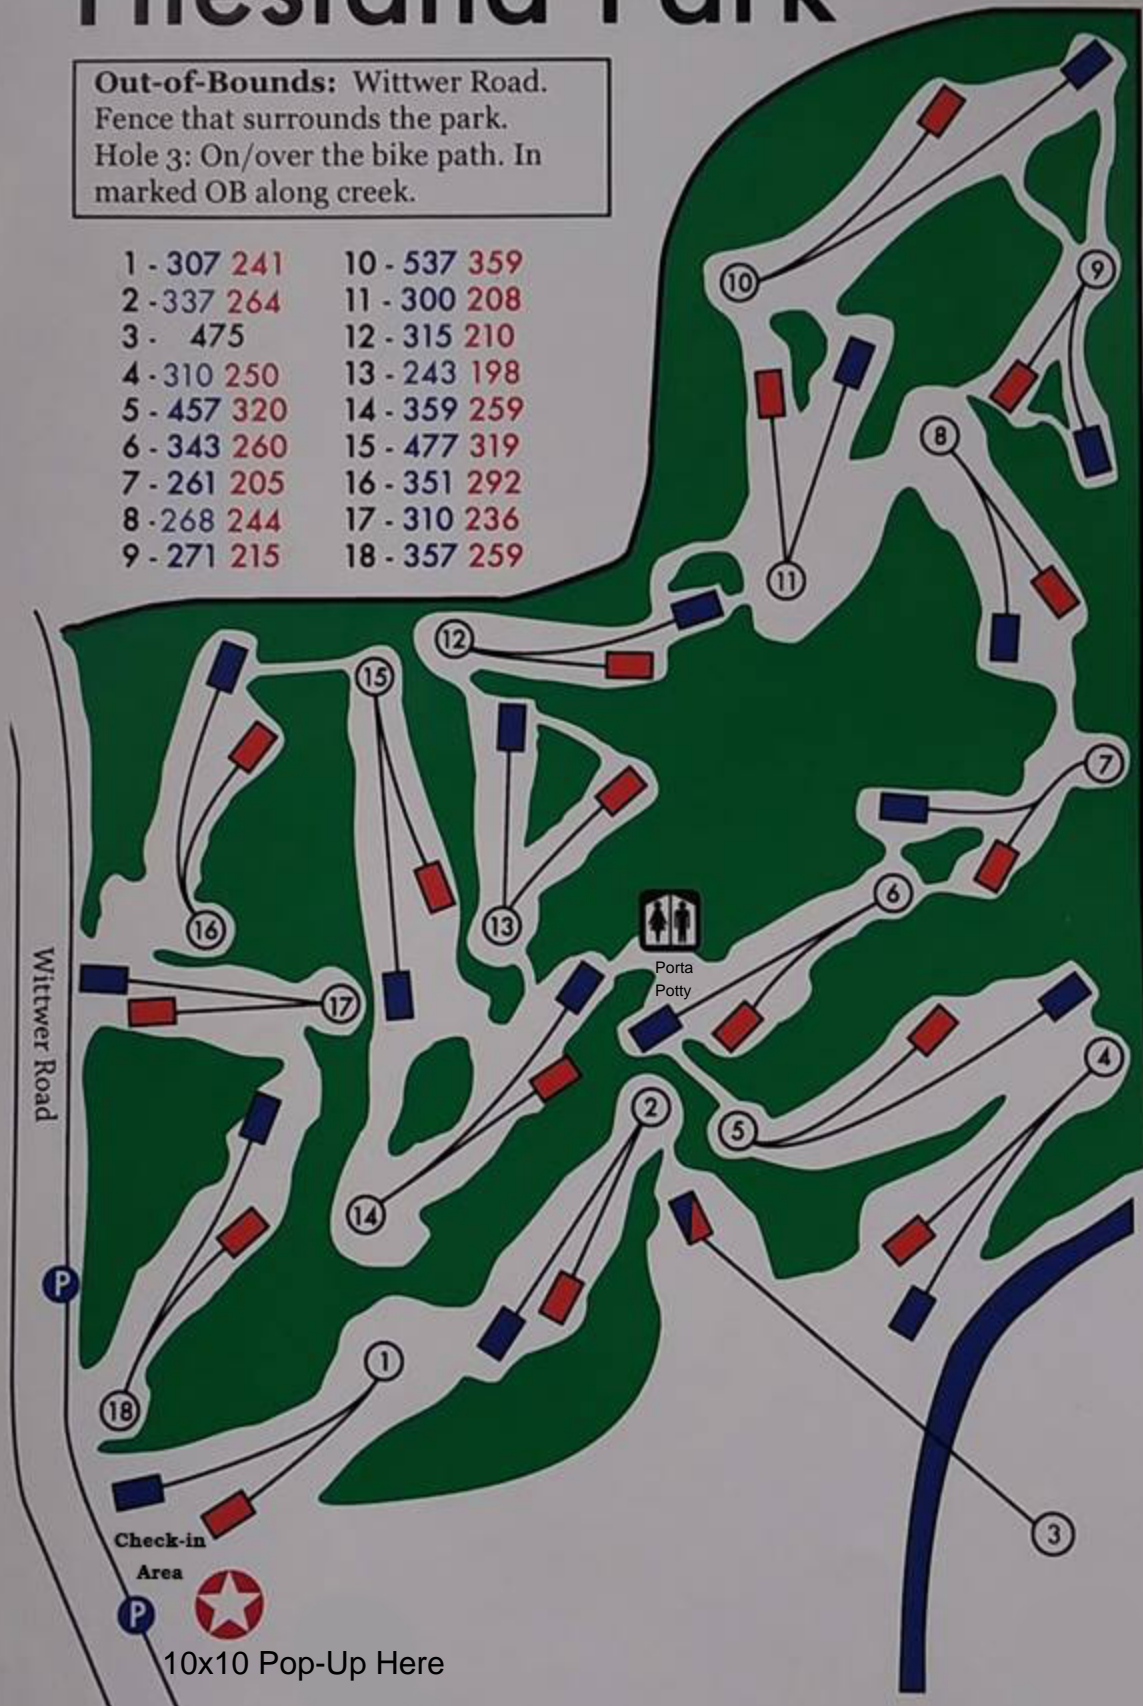 Park
Out-of-Bounds: Wittwer Road.
Fence that surrounds the park.
Hole 3: On/over the bike path. In
marked OB along creek.
1 - 307 241
2 - 337 264
3 - 475
4 - 310 250
5 - 457 320
6 - 343 260
7 - 261 205
8 - 268 244
9 - 271 215
10 - 537 359
11 - 300 208
12 - 315 210
13 - 243 198
14 - 359 259
15 - 477 319
16 - 351 292
17 - 310 236
18 - 357 259
10
9
8
11
12
15
7
6
13
16
17
Porta
Potty
Wittwer Road
4
2
5
14
P
1
18
3
Check-in
Area
P
10x10 Pop-Up Here